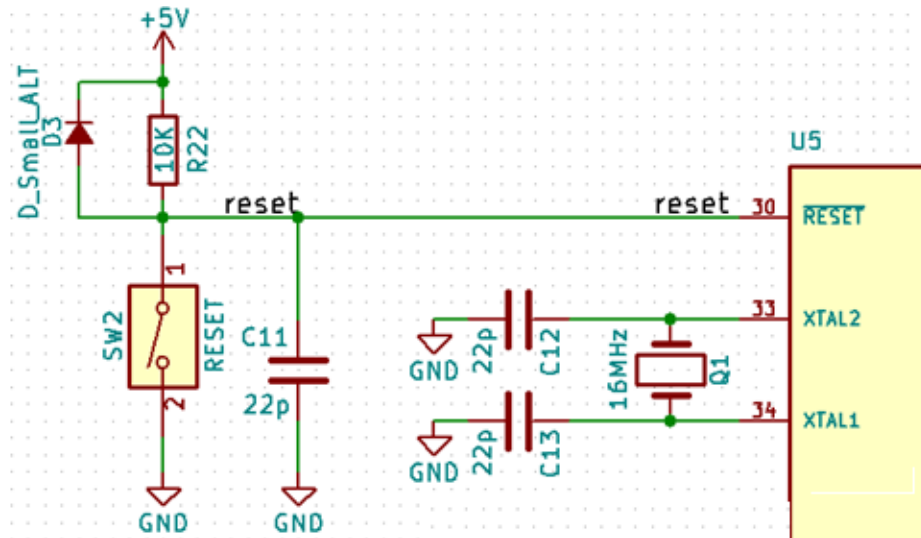 +5V
D_Small_ALT
D3
10K
R22
U5
reset
reset
30
RESET
1
SW2
RESET
2
C11
22p
GND
22p
C12
33
XTAL2
16MHz
Q1
GND
22p
C13
34
XTAL1
GND
GND